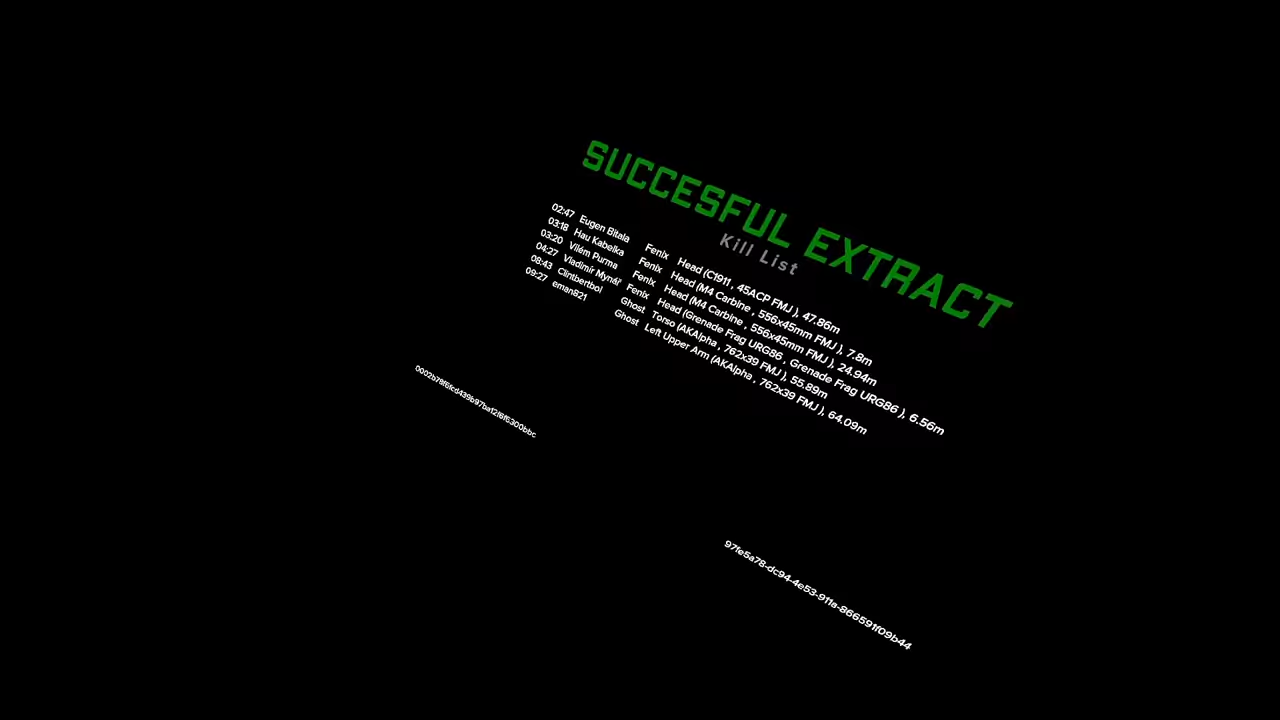 SUCCESFUL EXTRACT
Kill List
02:47 Eugen Bitala Fenix Head (C1911 , 45ACP FMJ ), 47.86m
03:18 Hau Kabelka Fenix Head (M4 Carbine , 556x45mm FMJ ), 7.8m
03:20 Vilém Purma Fenix Head (M4 Carbine , 556x45mm FMJ ), 24.94m
04:27 Vladimír Mynář Fenix Head (Grenade Frag URG86 , Grenade Frag URG86 ), 6.56m
08:43 Clintbertbol Ghost Torso (AKAlpha , 762x39 FMJ ), 55.89m
09:27 eman821 Ghost Left Upper Arm (AKAlpha , 762x39 FMJ ), 64.09m
97fe5a78-dc94-4e53-911a-866591f09b44